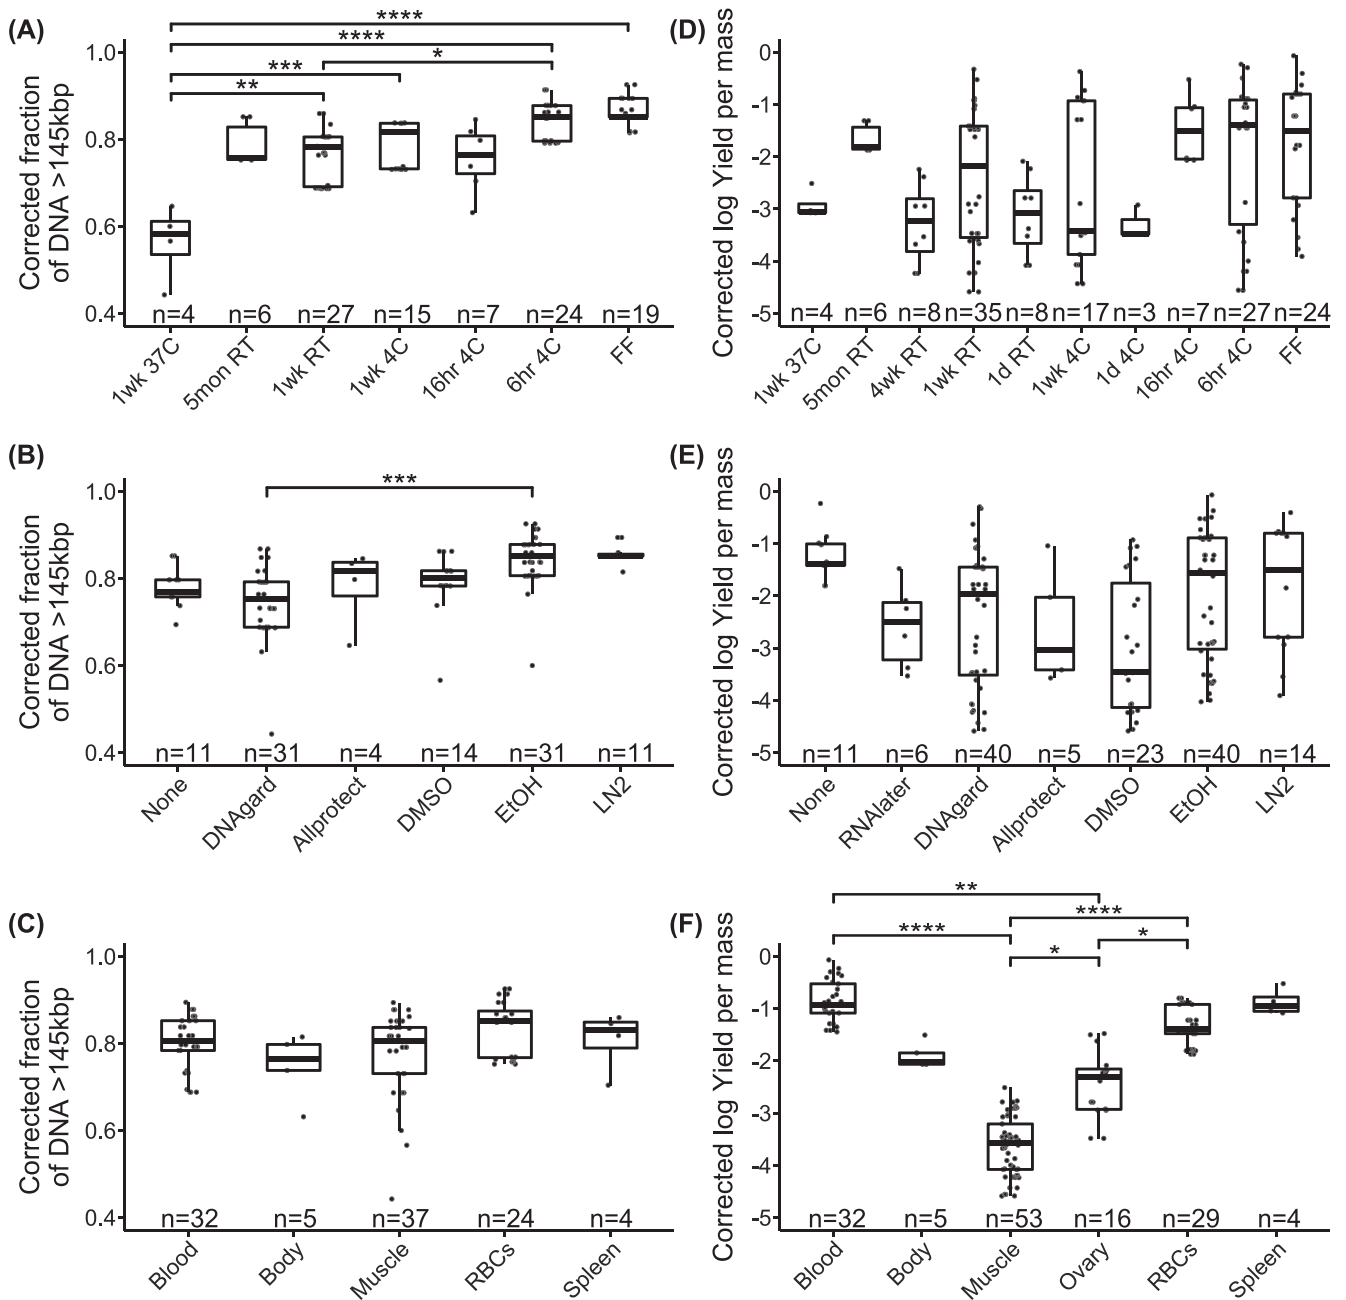 (A)
****
****
*
***
**
Corrected fraction
of DNA >145kbp
1.0
0.8
0.6
0.4
n=4 n=6 n=27 n=15 n=7 n=24 n=19
1wk 37C 5mon RT 1wk RT 1wk 4C 16hr 4C 6hr 4C FF
(D)
Corrected log Yield per mass
0
-1
-2
-3
-4
-5
n=4 n=6 n=8 n=35 n=8 n=17 n=3 n=7 n=27 n=24
1wk 37C 5mon RT 4wk RT 1wk RT 1d RT 1wk 4C 1d 4C 16hr 4C 6hr 4C FF
(B)
***
Corrected fraction
of DNA >145kbp
1.0
0.8
0.6
0.4
n=11 n=31 n=4 n=14 n=31 n=11
None DNAgard Allprotect DMSO EtOH LN2
(E)
Corrected log Yield per mass
0
-1
-2
-3
-4
-5
n=11 n=6 n=40 n=5 n=23 n=40 n=14
None RNAlater DNAgard Allprotect DMSO EtOH LN2
(C)
Corrected fraction
of DNA >145kbp
1.0
0.8
0.6
0.4
n=32 n=5 n=37 n=24 n=4
Blood Body Muscle RBCs Spleen
(F)
**
****
****
*
*
Corrected log Yield per mass
0
-1
-2
-3
-4
-5
n=32 n=5 n=53 n=16 n=29 n=4
Blood Body Muscle Ovary RBCs Spleen